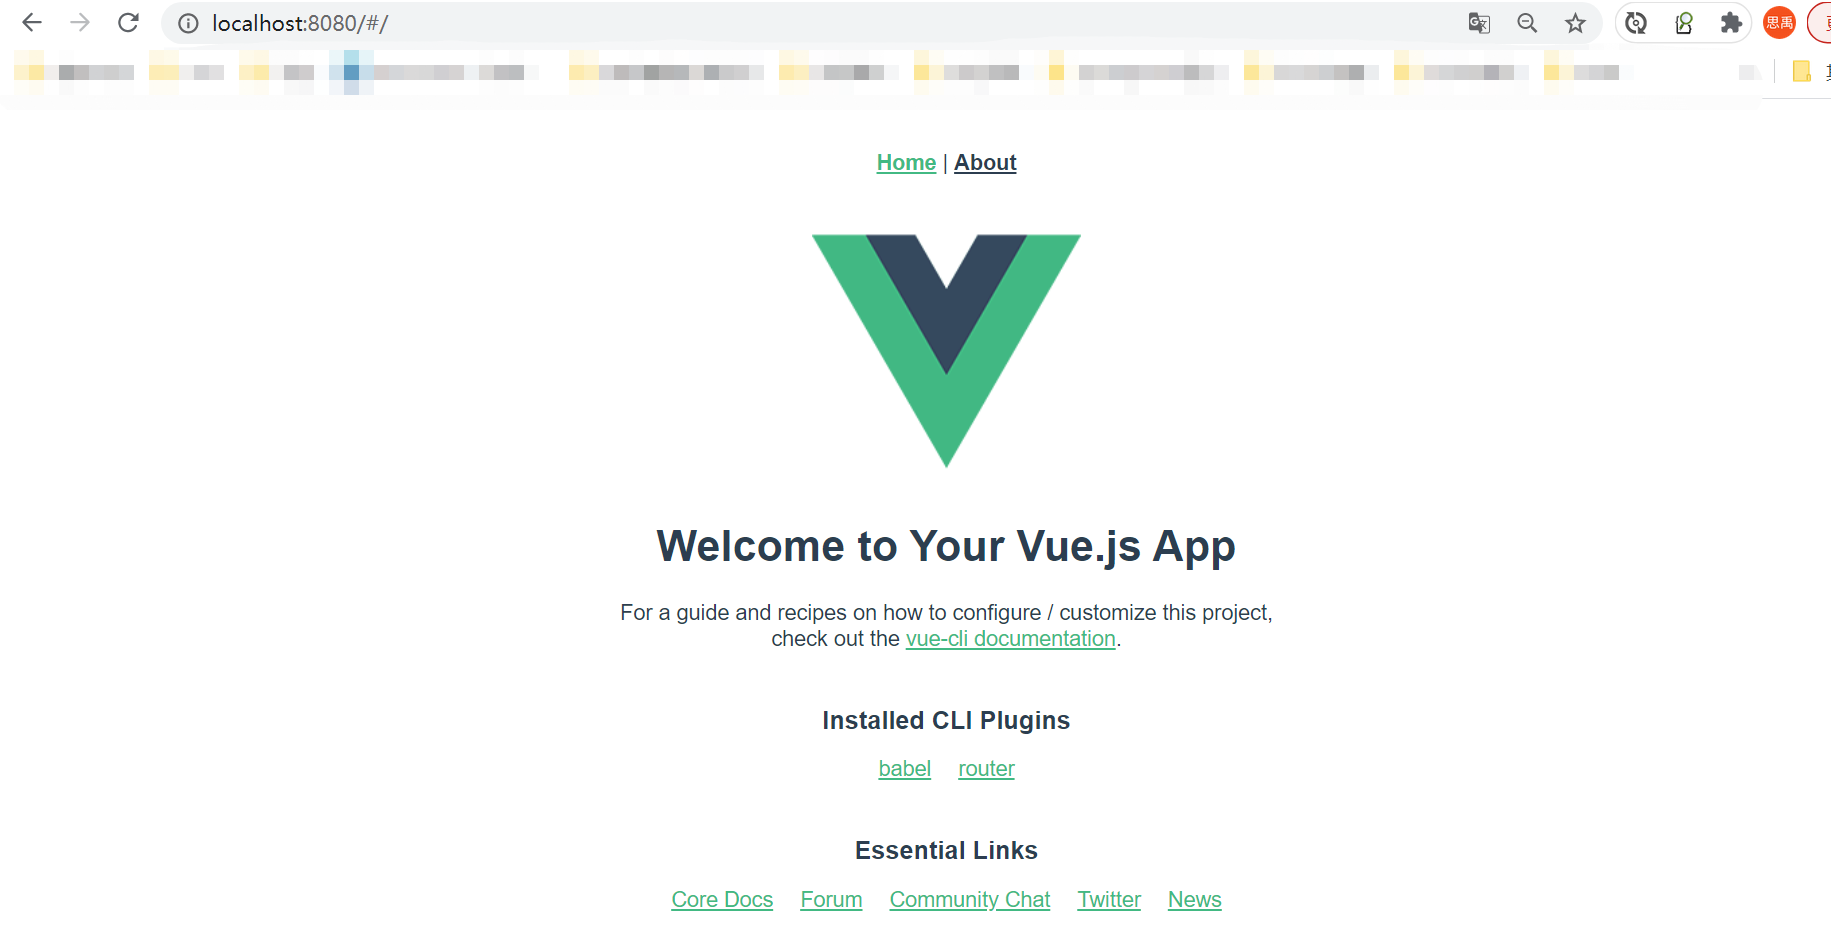 localhost:8080/#/
思禹
Home | About
Welcome to Your Vue.js App
For a guide and recipes on how to configure / customize this project,
check out the vue-cli documentation.
Installed CLI Plugins
babel router
Essential Links
Core Docs Forum Community Chat Twitter News